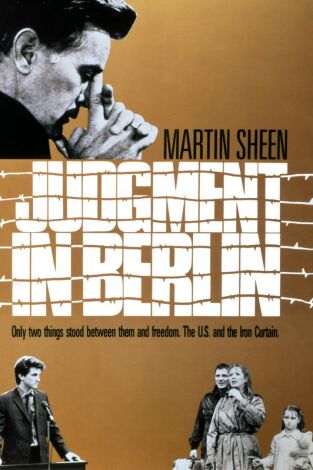 MARTIN SHEEN
JUDGMENT
IN BERLIN
Only two things stood between them and freedom. The U.S. and the Iron Curtain.